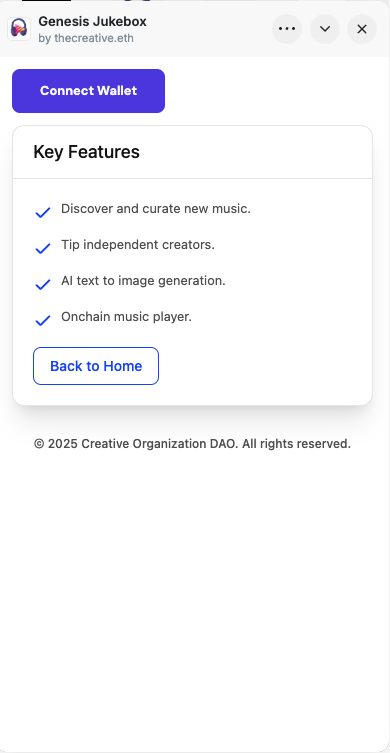 Genesis Jukebox
by thecreative.eth
Connect Wallet
Key Features
Discover and curate new music.
Tip independent creators.
AI text to image generation.
Onchain music player.
Back to Home
© 2025 Creative Organization DAO. All rights reserved.